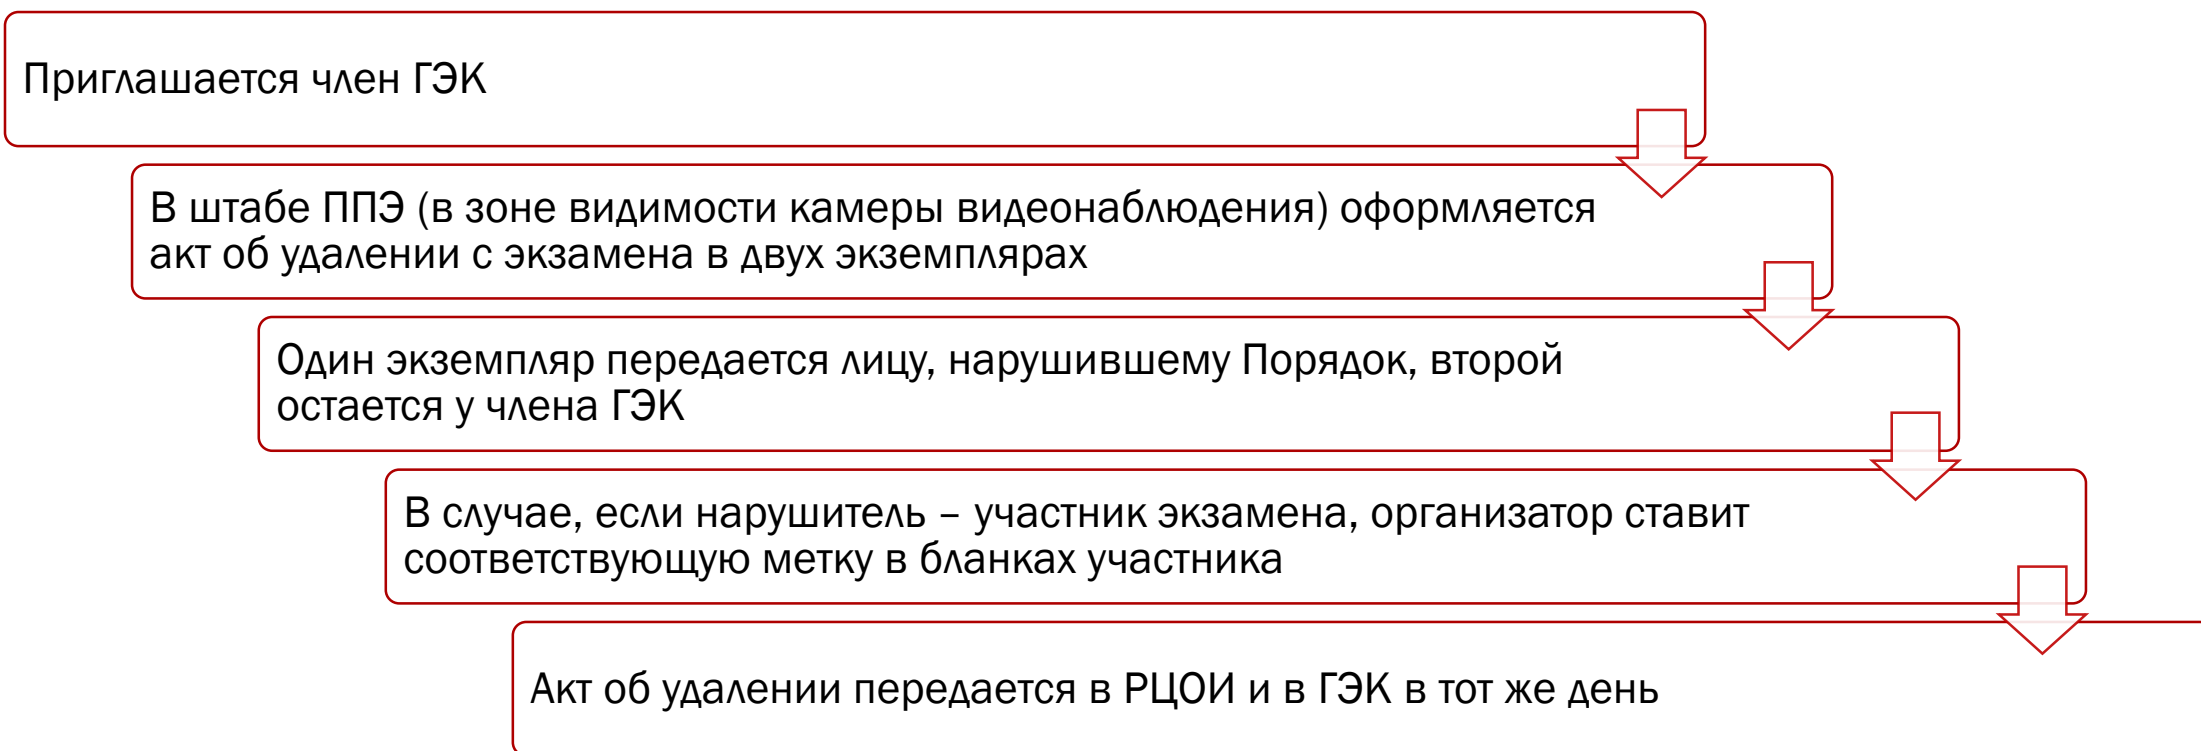 Приглашается член ГЭК
В штабе ППЭ (в зоне видимости камеры видеонаблюдения) оформляется
акт об удалении с экзамена в двух экземплярах
Один экземпляр передается лицу, нарушившему Порядок, второй
остается у члена ГЭК
В случае, если нарушитель – участник экзамена, организатор ставит
соответствующую метку в бланках участника
Акт об удалении передается в РЦОИ и в ГЭК в тот же день